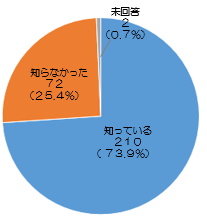 未回答
2
(0.7%)
知らなかった
７２
（２５.４％）
知っている
２１０
（７３.９％）